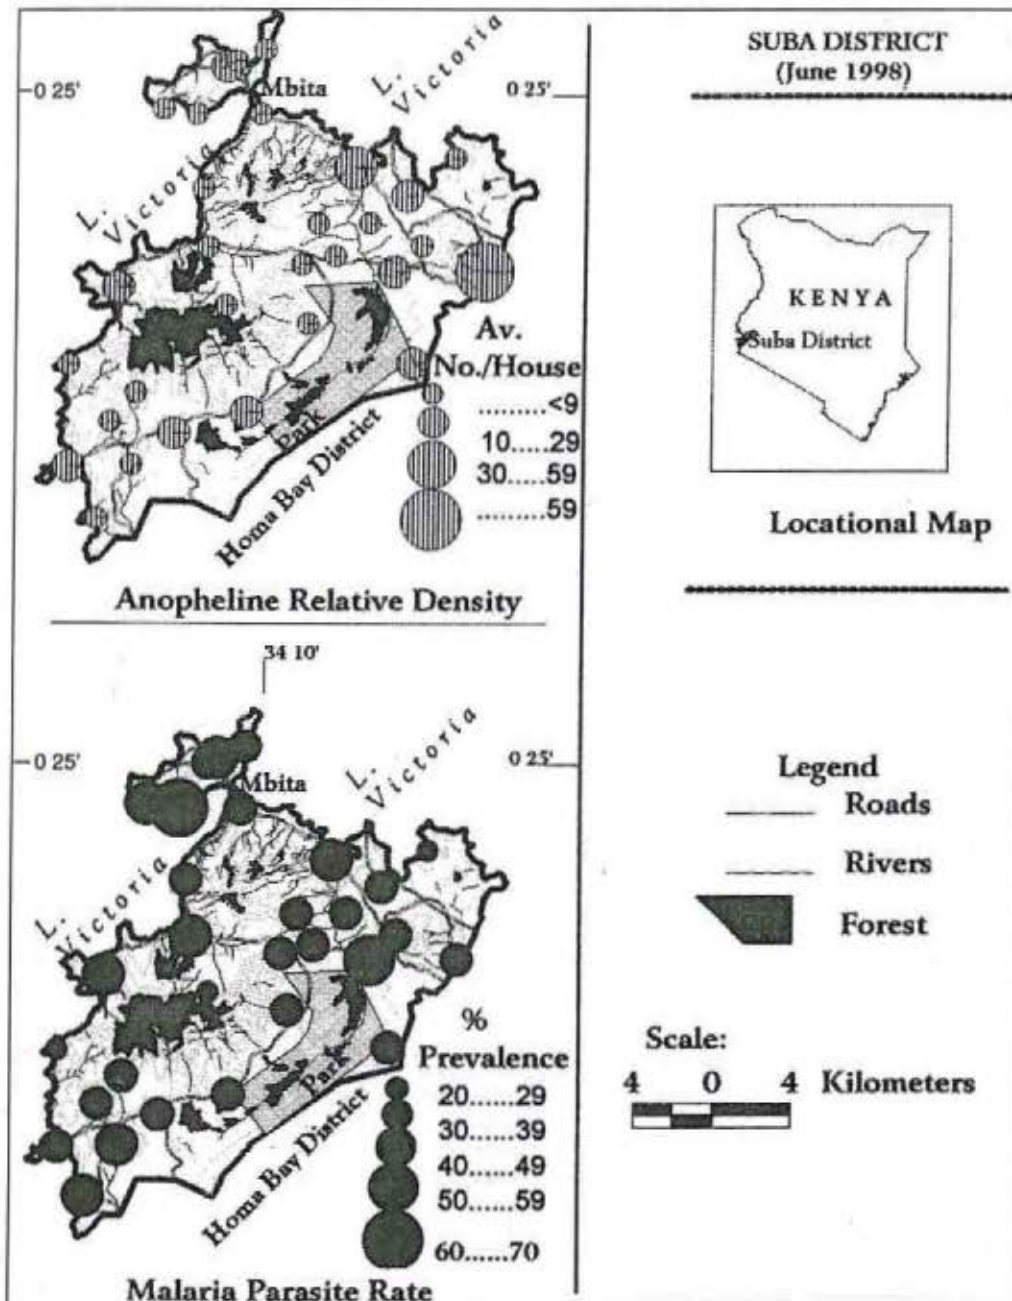 L. Victoria
L. Victoria
0 25'
Mbita
0 25'
Av.
No./House
.........<9
10.....29
30.....59
.........59
Park
Homa Bay District
Anopheline Relative Density
34 10'
L. Victoria
L. Victoria
0 25'
Mbita
0 25'
%
Prevalence
20......29
30......39
40......49
50......59
60......70
Park
Homa Bay District
Malaria Parasite Rate
SUBA DISTRICT
(June 1998)
KENYA
Suba District
Locational Map
Legend
Roads
Rivers
Forest
Scale:
4 0 4 Kilometers